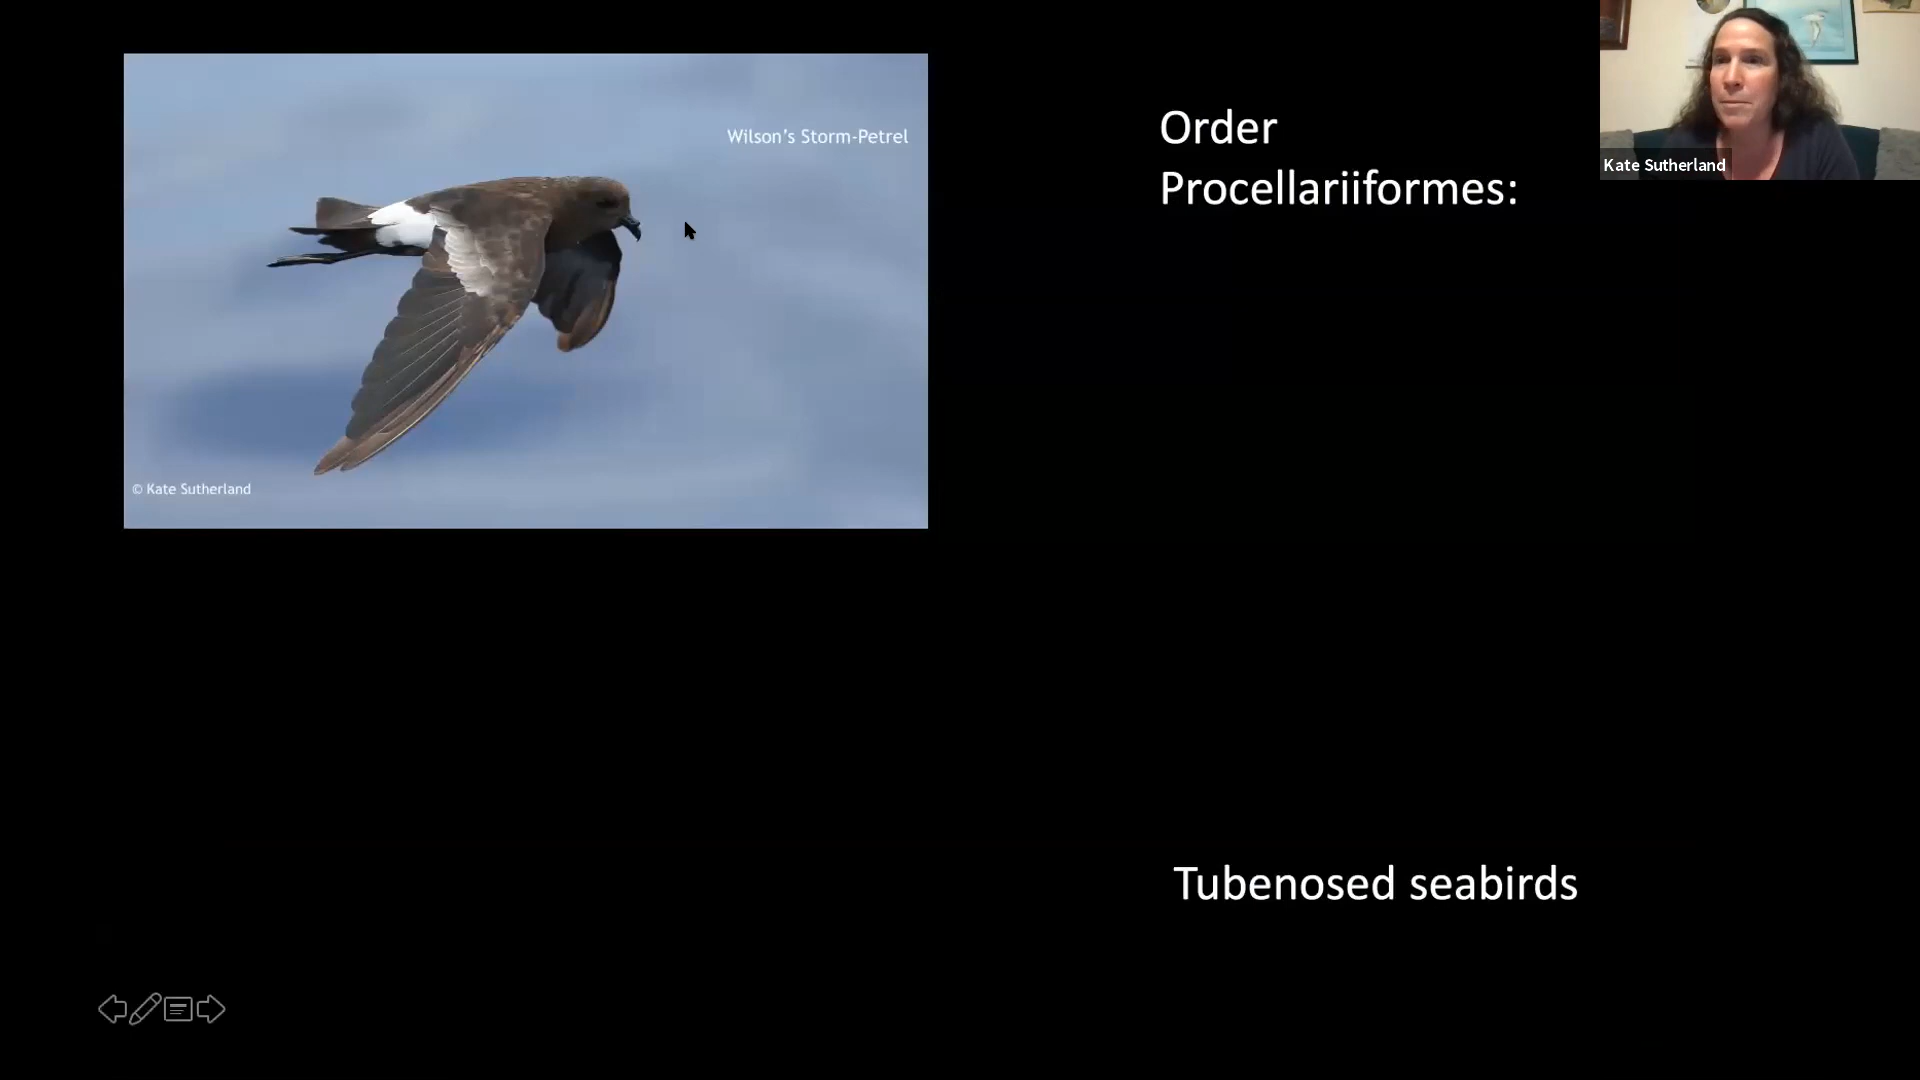 Wilson's Storm-Petrel
© Kate Sutherland
Order
Procellariiformes:
Kate Sutherland
Tubenosed seabirds